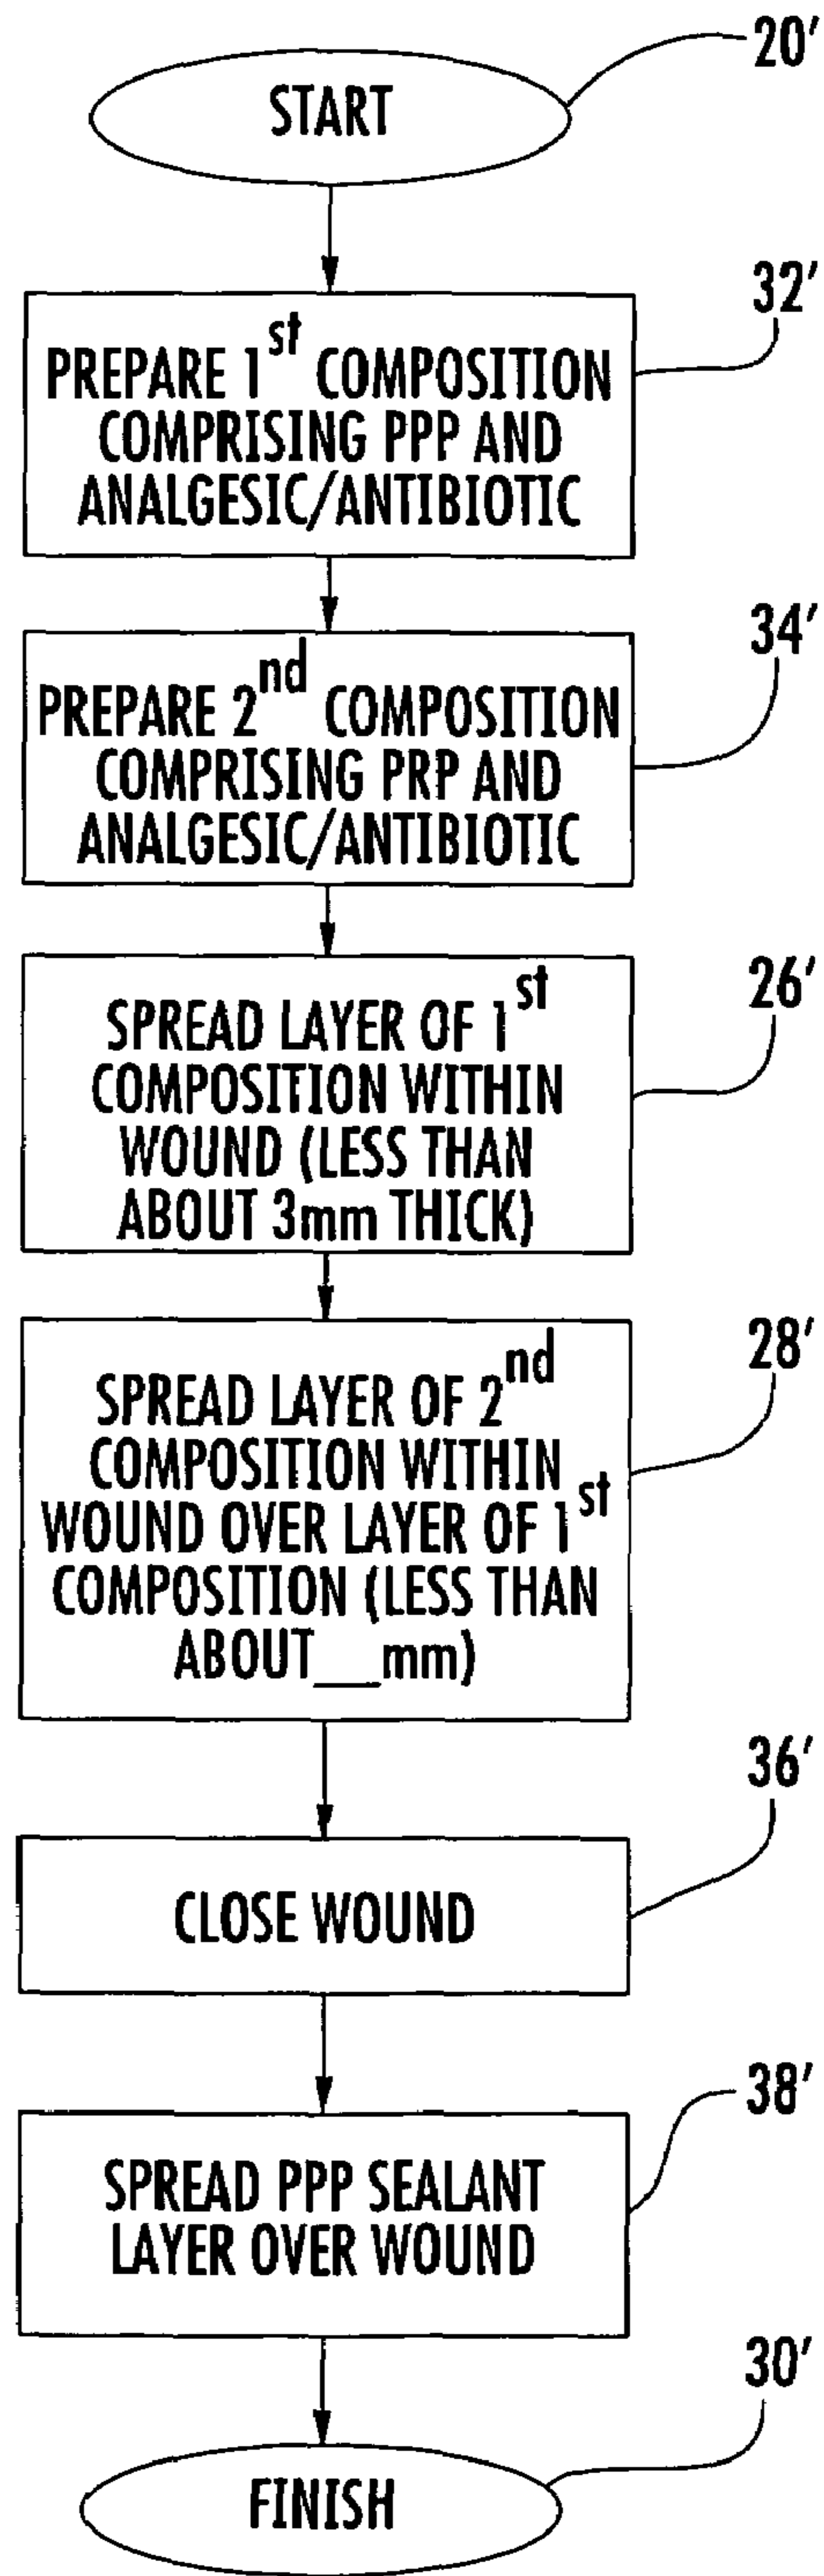 20'
START
32'
PREPARE 1st COMPOSITION
COMPRISING PPP AND
ANALGESIC/ANTIBIOTIC
34'
PREPARE 2nd COMPOSITION
COMPRISING PRP AND
ANALGESIC/ANTIBIOTIC
26'
SPREAD LAYER OF 1st
COMPOSITION WITHIN
WOUND (LESS THAN
ABOUT 3mm THICK)
28'
SPREAD LAYER OF 2nd
COMPOSITION WITHIN
WOUND OVER LAYER OF 1st
COMPOSITION (LESS THAN
ABOUT___mm)
36'
CLOSE WOUND
38'
SPREAD PPP SEALANT
LAYER OVER WOUND
30'
FINISH